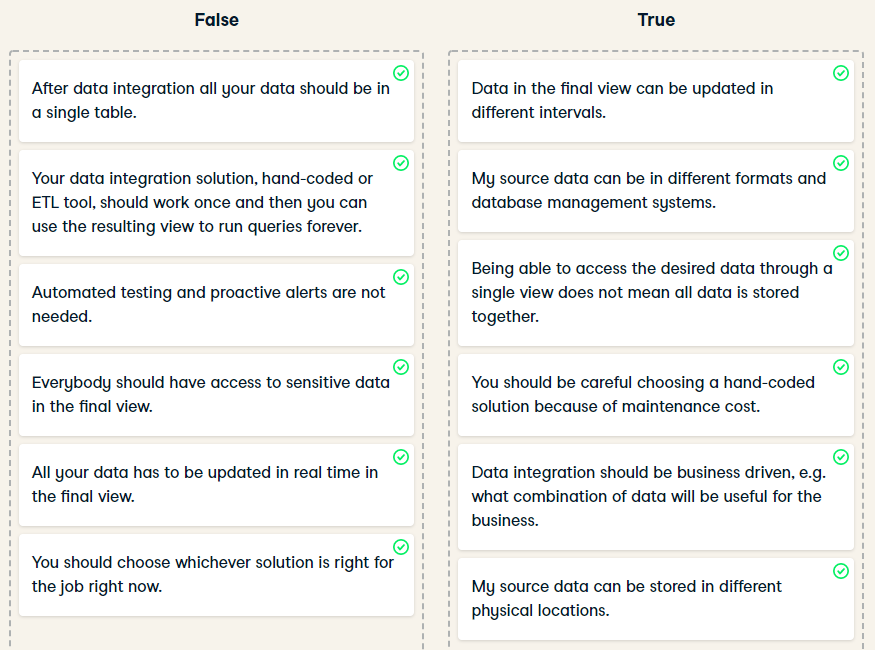 False
After data integration all your data should be in
a single table.
Your data integration solution, hand-coded or
ETL tool, should work once and then you can
use the resulting view to run queries forever.
Automated testing and proactive alerts are not
needed.
Everybody should have access to sensitive data
in the final view.
All your data has to be updated in real time in
the final view.
You should choose whichever solution is right for
the job right now.
True
Data in the final view can be updated in
different intervals.
My source data can be in different formats and
database management systems.
Being able to access the desired data through a
single view does not mean all data is stored
together.
You should be careful choosing a hand-coded
solution because of maintenance cost.
Data integration should be business driven, e.g.
what combination of data will be useful for the
business.
My source data can be stored in different
physical locations.